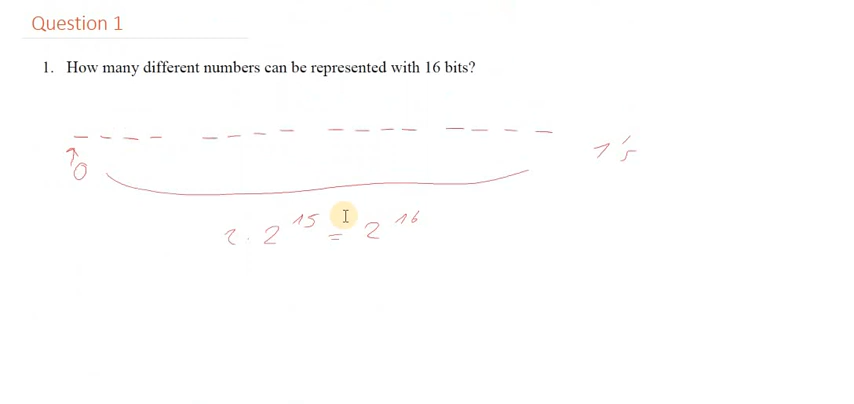 Question 1
1. How many different numbers can be represented with 16 bits?
0
1's
2 . 2^15 = 2^16